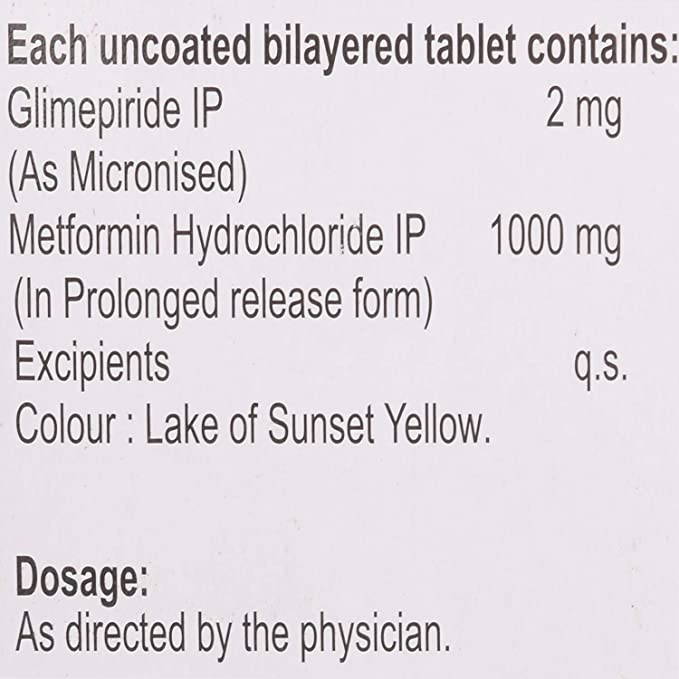 Each uncoated bilayered tablet contains:
Glimepiride IP 2 mg
(As Micronised)
Metformin Hydrochloride IP 1000 mg
(In Prolonged release form)
Excipients q.s.
Colour : Lake of Sunset Yellow.
Dosage:
As directed by the physician.